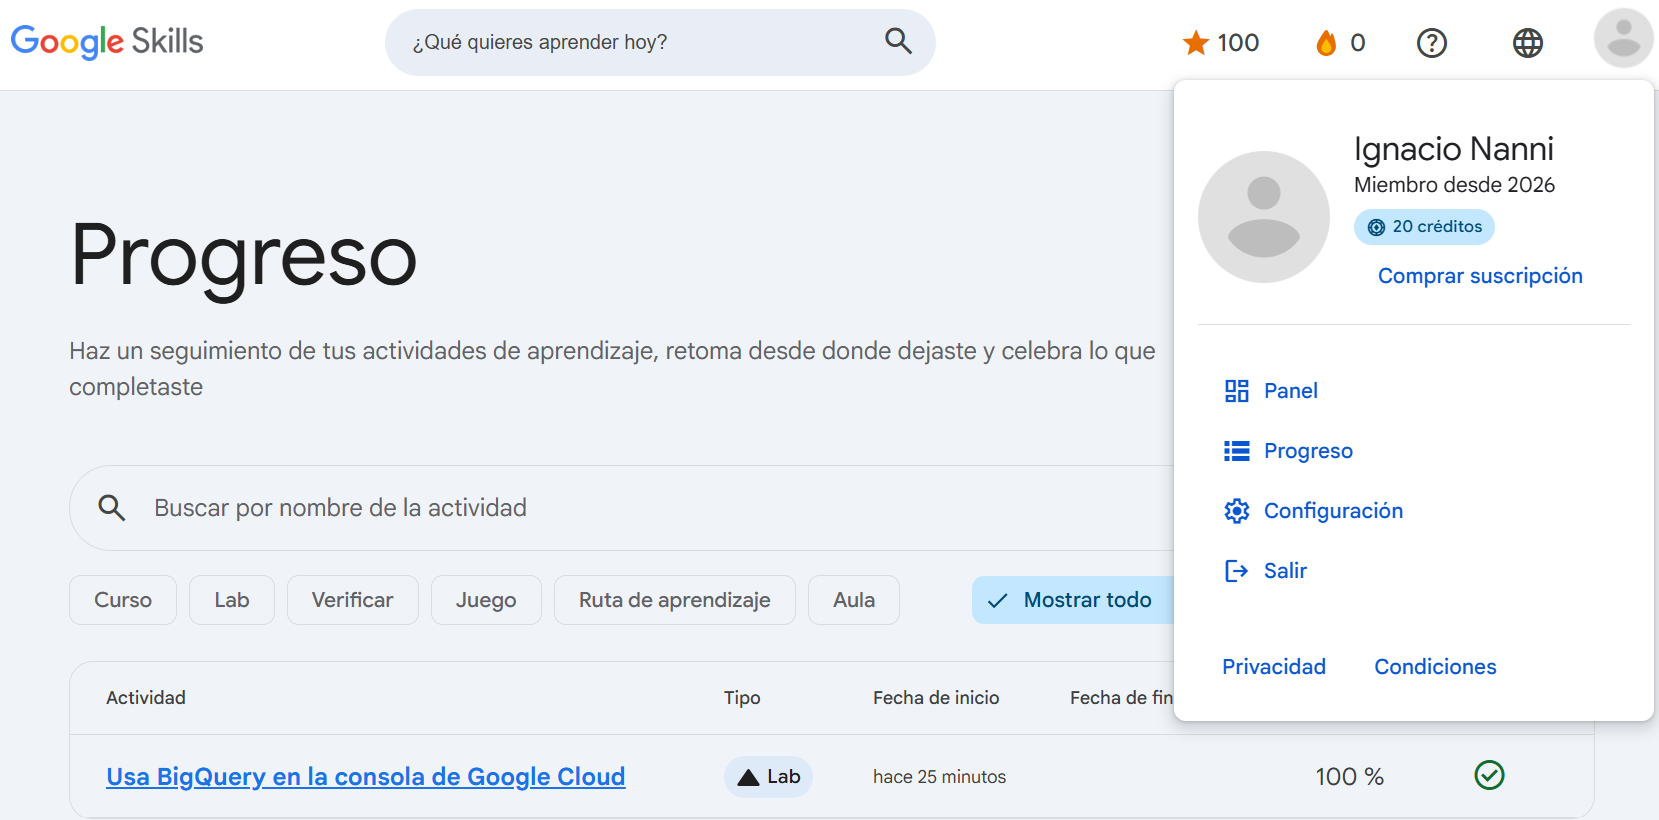 Google Skills
¿Qué quieres aprender hoy?
100
0
Ignacio Nanni
Miembro desde 2026
20 créditos
Comprar suscripción
Panel
Progreso
Configuración
Salir
Privacidad
Condiciones
Progreso
Haz un seguimiento de tus actividades de aprendizaje, retoma desde donde dejaste y celebra lo que
completaste
Buscar por nombre de la actividad
Curso
Lab
Verificar
Juego
Ruta de aprendizaje
Aula
Mostrar todo
Actividad
Tipo
Fecha de inicio
Fecha de fin
Usa BigQuery en la consola de Google Cloud
Lab
hace 25 minutos
100 %